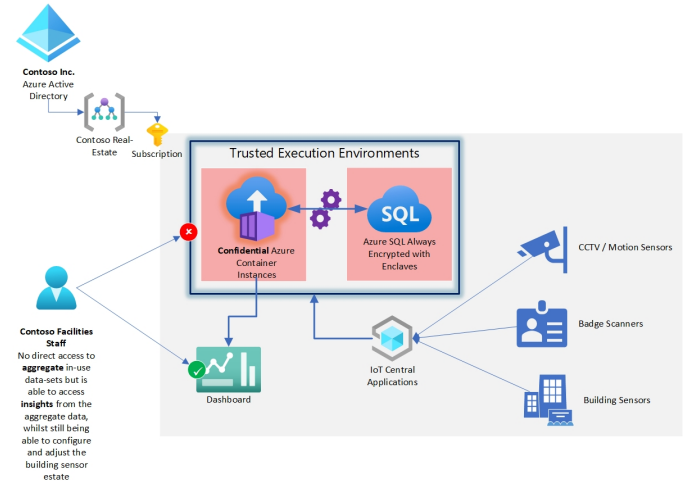 Contoso Inc.
Azure Active
Directory
Contoso Real-
Estate
Subscription
Trusted Execution Environments
SQL
Confidential Azure
Container
Instances
Azure SQL Always
Encrypted with
Enclaves
CCTV / Motion Sensors
Badge Scanners
Building Sensors
IoT Central
Applications
Dashboard
Contoso Facilities
Staff
No direct access to
aggregate in-use
data-sets but is
able to access
insights from the
aggregate data,
whilst still being
able to configure
and adjust the
building sensor
estate